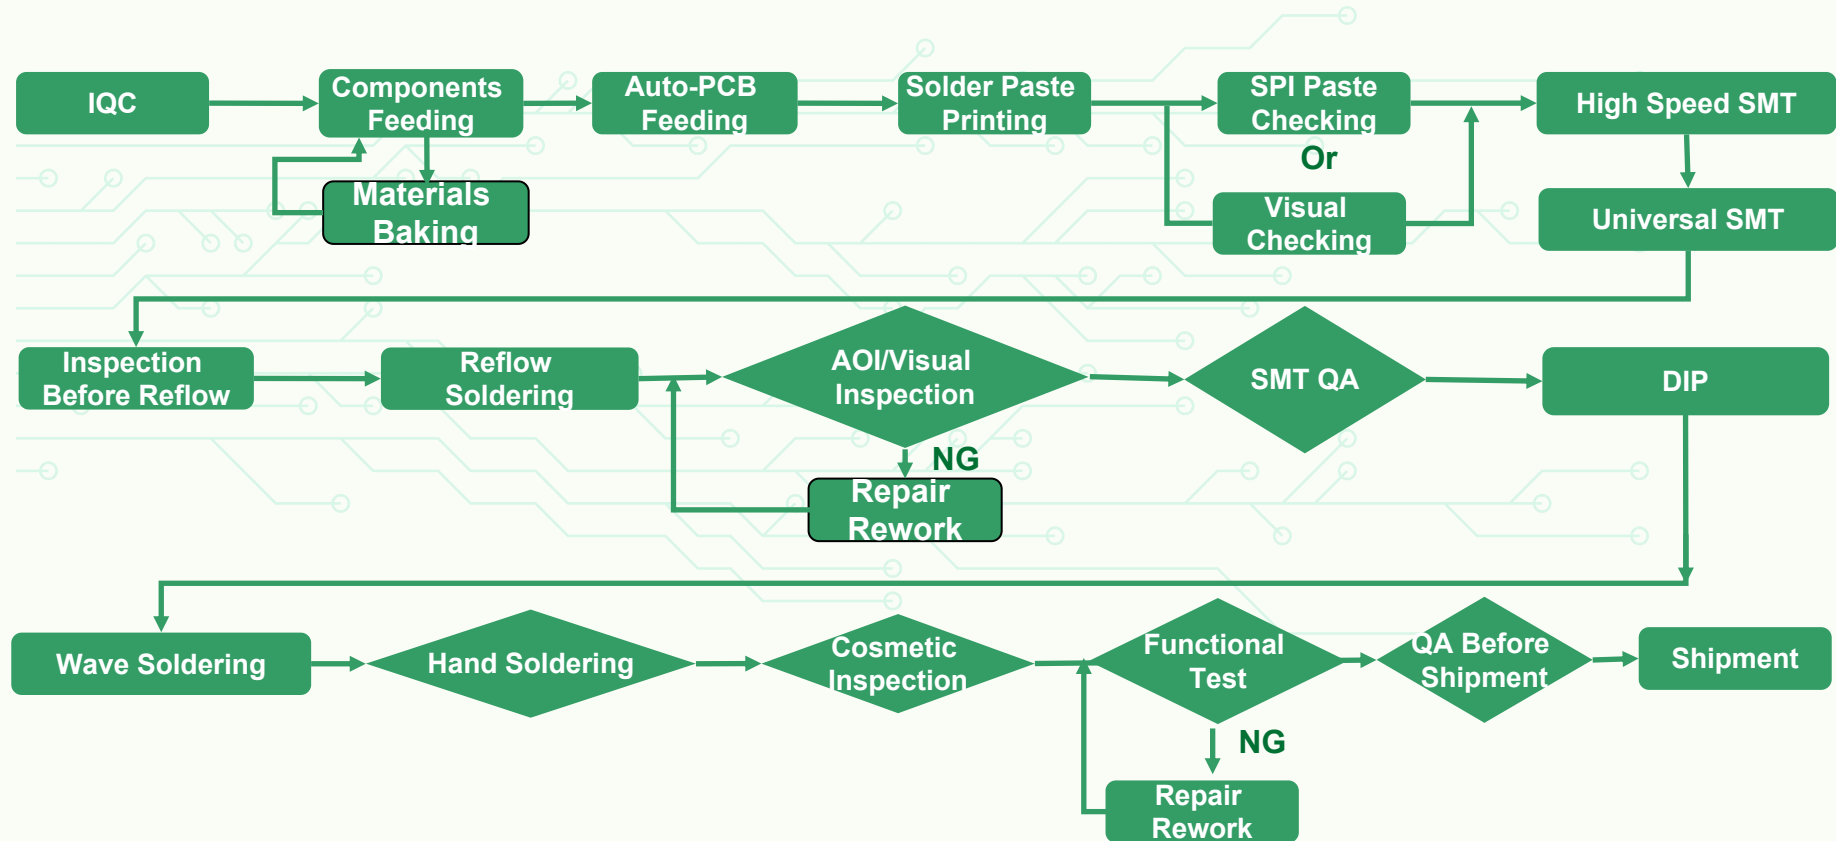 IQC
Components
Feeding
Auto-PCB
Feeding
Solder Paste
Printing
SPI Paste
Checking
High Speed SMT
Or
Materials
Baking
Visual
Checking
Universal SMT
Inspection
Before Reflow
Reflow
Soldering
AOI/Visual
Inspection
SMT QA
DIP
NG
Repair
Rework
Wave Soldering
Hand Soldering
Cosmetic
Inspection
Functional
Test
QA Before
Shipment
Shipment
NG
Repair
Rework